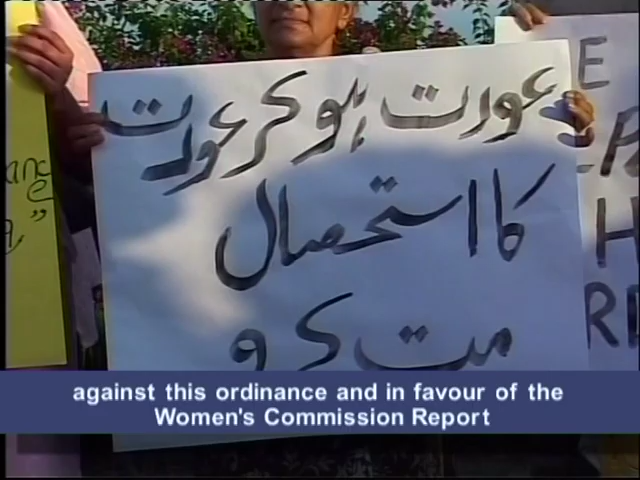 عورت ہو کر عورت
کا استحصال
مت کرو
E
H
against this ordinance and in favour of the
Women's Commission Report